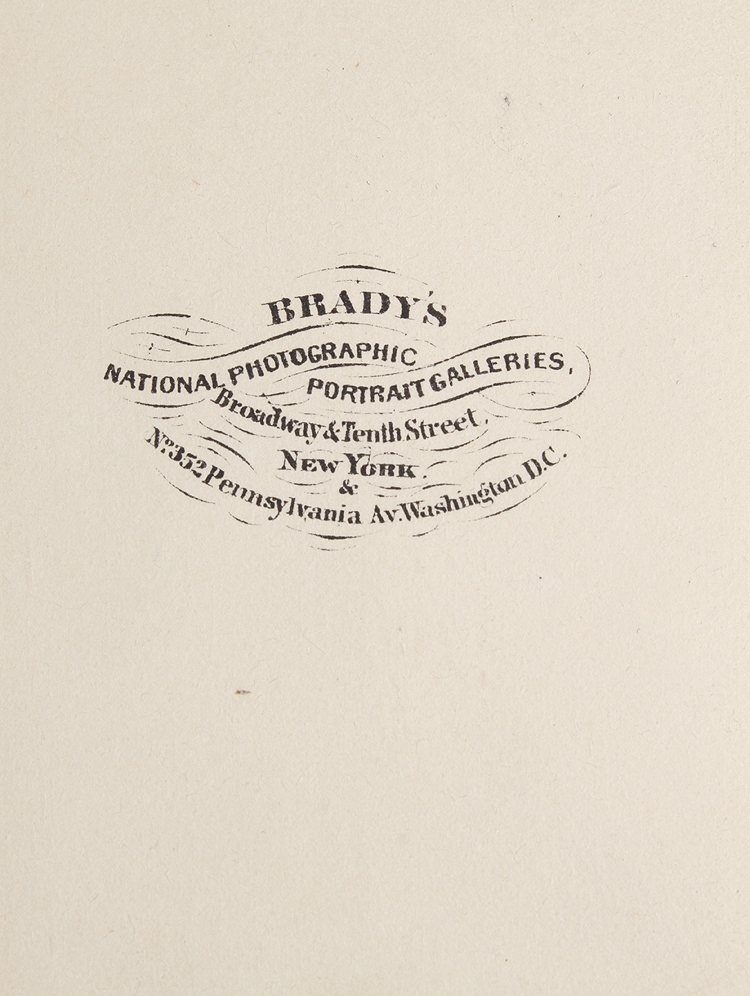 BRADY'S
NATIONAL PHOTOGRAPHIC
PORTRAIT GALLERIES,
Broadway & Tenth Street,
NEW YORK.
&
No. 352 Pennsylvania Av. Washington D.C.